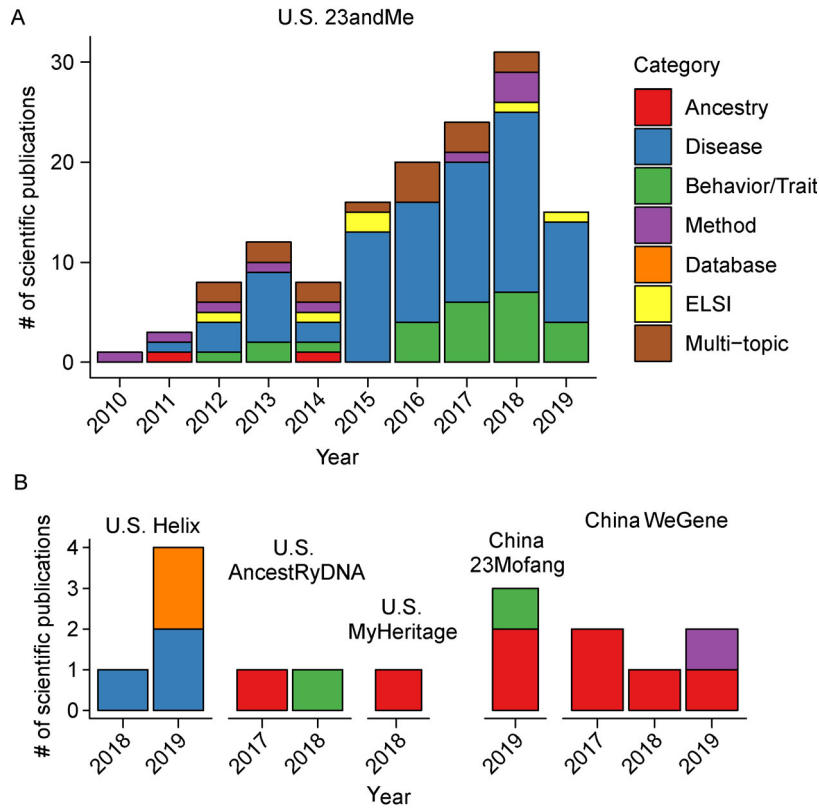 A
U.S. 23andMe
# of scientific publications
30
20
10
0
2010
2011
2012
2013
2014
2015
2016
2017
2018
2019
Year
Category
Ancestry
Disease
Behavior/Trait
Method
Database
ELSI
Multi−topic
B
# of scientific publications
4
3
2
1
0
U.S. Helix
2018
2019
U.S.
AncestRyDNA
2017
2018
U.S.
MyHeritage
2018
China
23Mofang
2019
China WeGene
2017
2018
2019
Year